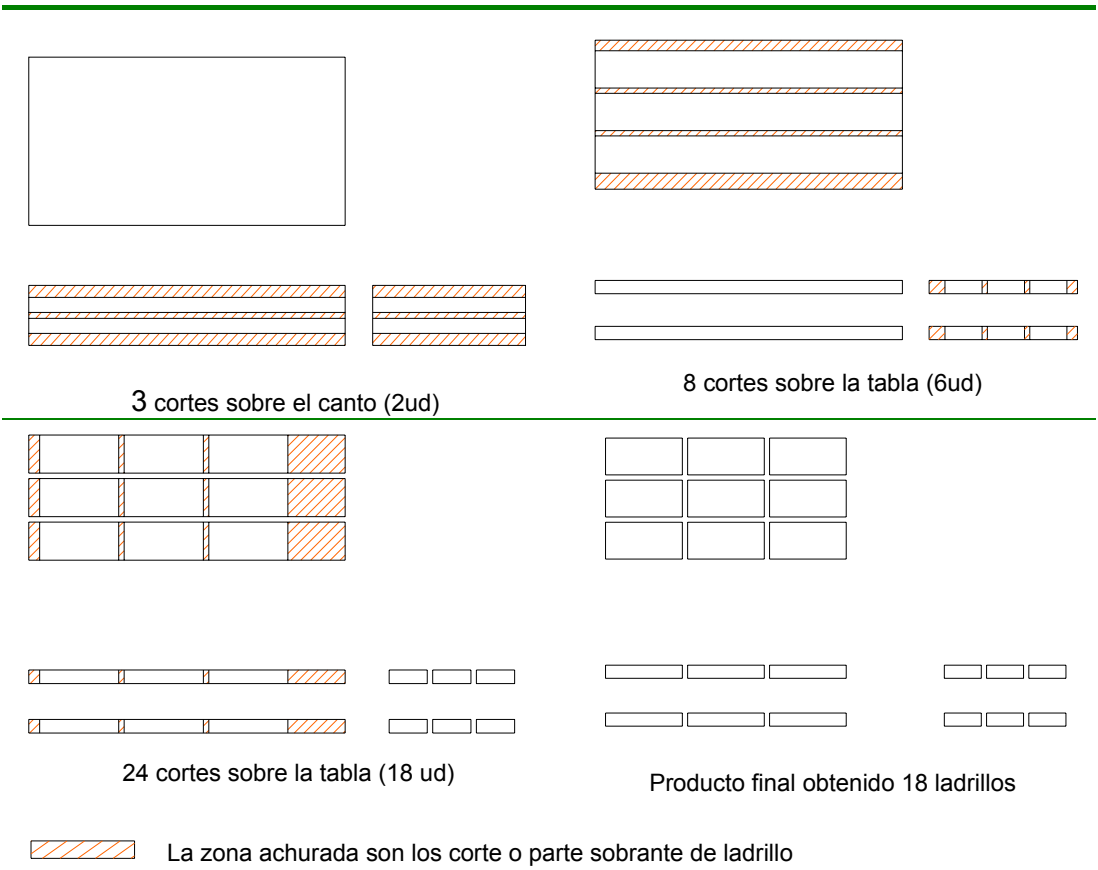 3 cortes sobre el canto (2ud)
8 cortes sobre la tabla (6ud)
24 cortes sobre la tabla (18 ud)
Producto final obtenido 18 ladrillos
La zona achurada son los corte o parte sobrante de ladrillo